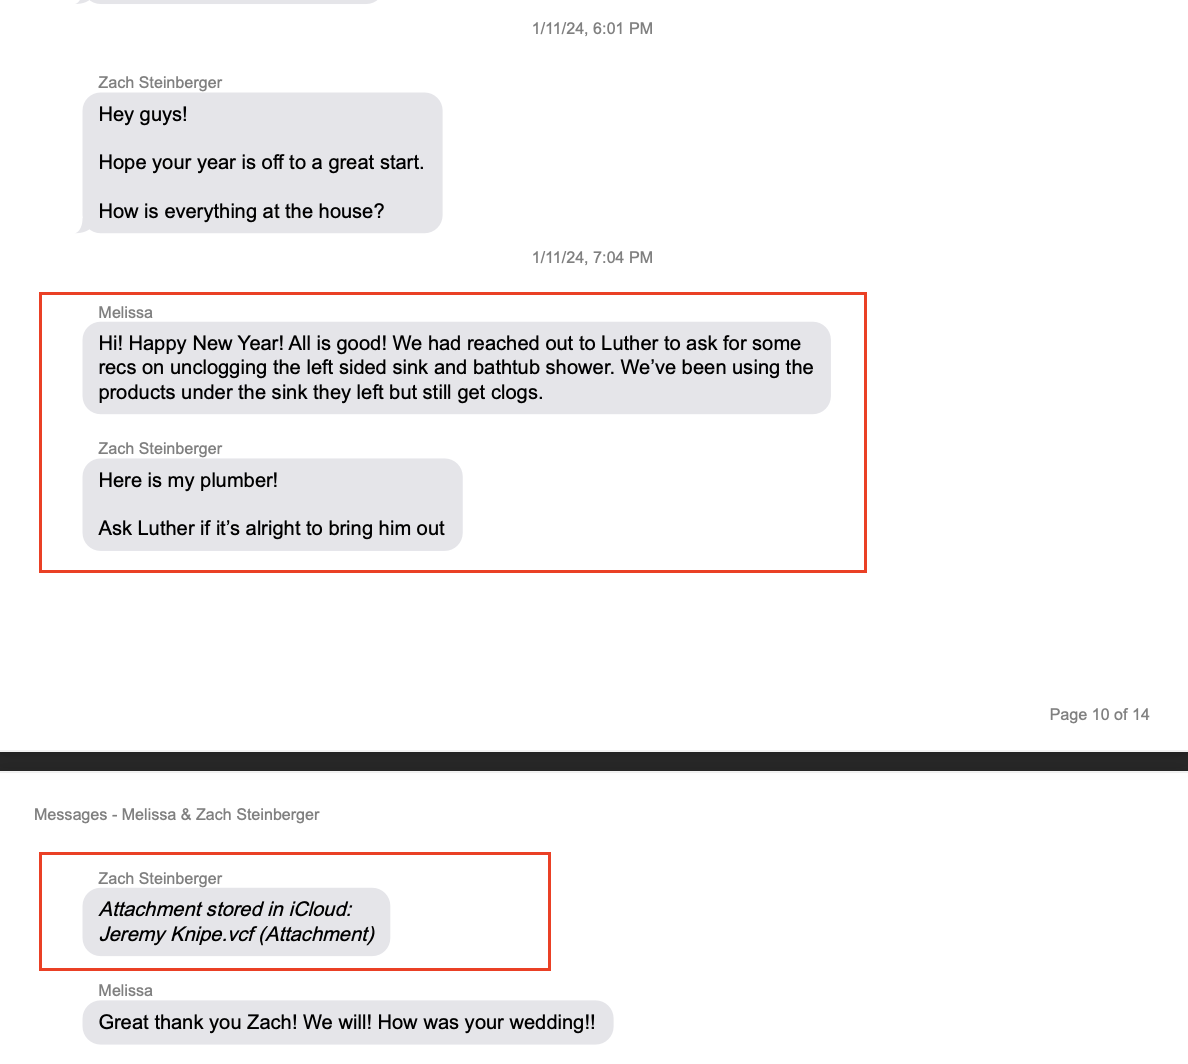 1/11/24, 6:01 PM
Zach Steinberger
Hey guys!
Hope your year is off to a great start.
How is everything at the house?
1/11/24, 7:04 PM
Melissa
Hi! Happy New Year! All is good! We had reached out to Luther to ask for some
recs on unclogging the left sided sink and bathtub shower. We’ve been using the
products under the sink they left but still get clogs.
Zach Steinberger
Here is my plumber!
Ask Luther if it’s alright to bring him out
Page 10 of 14
Messages - Melissa & Zach Steinberger
Zach Steinberger
Attachment stored in iCloud:
Jeremy Knipe.vcf (Attachment)
Melissa
Great thank you Zach! We will! How was your wedding!!